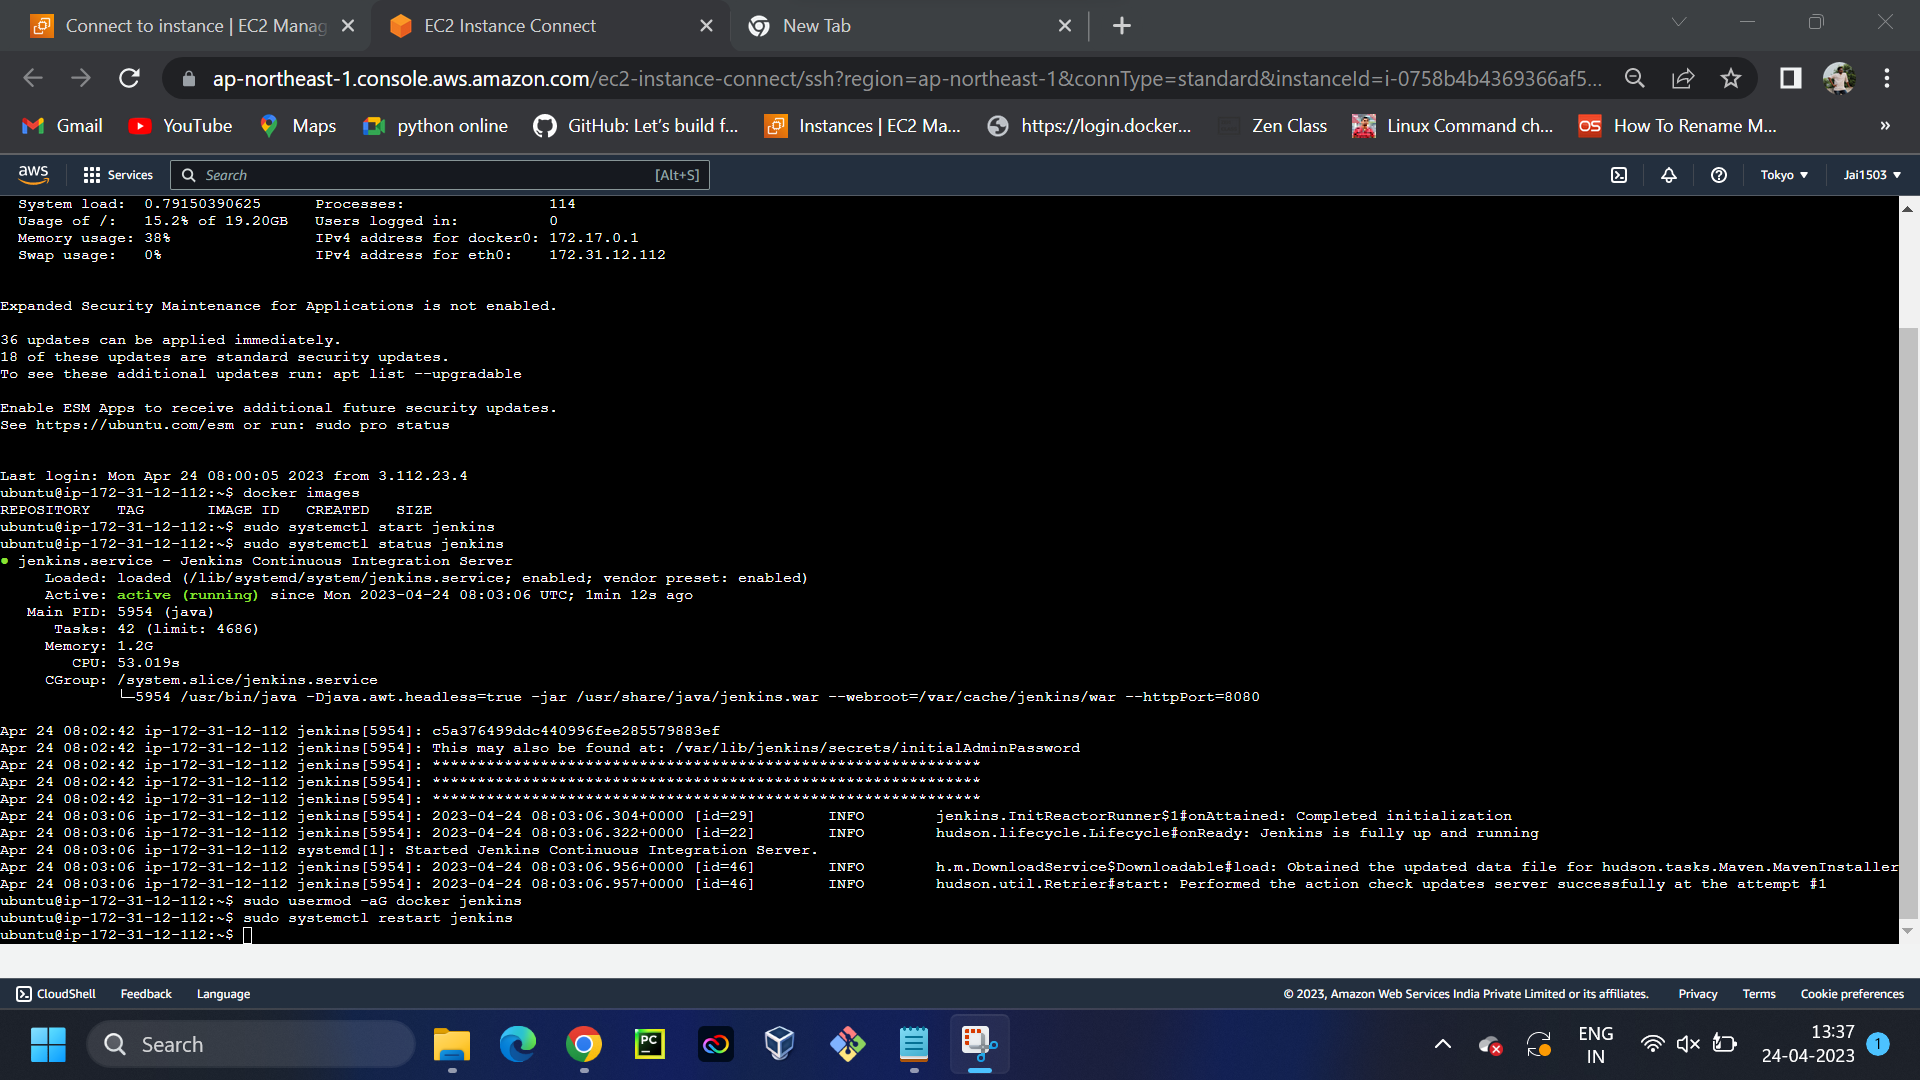 Connect to instance | EC2 Manag
EC2 Instance Connect
New Tab
ap-northeast-1.console.aws.amazon.com/ec2-instance-connect/ssh?region=ap-northeast-1&connType=standard&instanceId=i-0758b4b4369366af5...
Gmail
YouTube
Maps
python online
GitHub: Let's build f...
Instances | EC2 Ma...
https://login.docker...
Zen Class
OS
Linux Command ch...
How To Rename M...
»
aws
Services
Search
[Alt+S]
Tokyo ▼
Jai1503 ▼
System load:  0.79150390625      Processes:                114
Usage of /:   15.2% of 19.20GB   Users logged in:          0
Memory usage: 38%                IPv4 address for docker0: 172.17.0.1
Swap usage:   0%                 IPv4 address for eth0:    172.31.12.112
Expanded Security Maintenance for Applications is not enabled.
36 updates can be applied immediately.
18 of these updates are standard security updates.
To see these additional updates run: apt list --upgradable
Enable ESM Apps to receive additional future security updates.
See https://ubuntu.com/esm or run: sudo pro status
Last login: Mon Apr 24 08:00:05 2023 from 3.112.23.4
ubuntu@ip-172-31-12-112:~$ docker images
REPOSITORY   TAG       IMAGE ID   CREATED   SIZE
ubuntu@ip-172-31-12-112:~$ sudo systemctl start jenkins
ubuntu@ip-172-31-12-112:~$ sudo systemctl status jenkins
● jenkins.service - Jenkins Continuous Integration Server
Loaded: loaded (/lib/systemd/system/jenkins.service; enabled; vendor preset: enabled)
Active: active (running) since Mon 2023-04-24 08:03:06 UTC; 1min 12s ago
Main PID: 5954 (java)
Tasks: 42 (limit: 4686)
Memory: 1.2G
CPU: 53.019s
CGroup: /system.slice/jenkins.service
└─5954 /usr/bin/java -Djava.awt.headless=true -jar /usr/share/java/jenkins.war --webroot=/var/cache/jenkins/war --httpPort=8080
Apr 24 08:02:42 ip-172-31-12-112 jenkins[5954]: c5a376499ddc440996fee285579883ef
Apr 24 08:02:42 ip-172-31-12-112 jenkins[5954]: This may also be found at: /var/lib/jenkins/secrets/initialAdminPassword
Apr 24 08:02:42 ip-172-31-12-112 jenkins[5954]: *************************************************************
Apr 24 08:02:42 ip-172-31-12-112 jenkins[5954]: *************************************************************
Apr 24 08:02:42 ip-172-31-12-112 jenkins[5954]: *************************************************************
Apr 24 08:03:06 ip-172-31-12-112 jenkins[5954]: 2023-04-24 08:03:06.304+0000 [id=29]        INFO        jenkins.InitReactorRunner$1#onAttained: Completed initialization
Apr 24 08:03:06 ip-172-31-12-112 jenkins[5954]: 2023-04-24 08:03:06.322+0000 [id=22]        INFO        hudson.lifecycle.Lifecycle#onReady: Jenkins is fully up and running
Apr 24 08:03:06 ip-172-31-12-112 systemd[1]: Started Jenkins Continuous Integration Server.
Apr 24 08:03:06 ip-172-31-12-112 jenkins[5954]: 2023-04-24 08:03:06.956+0000 [id=46]        INFO        h.m.DownloadService$Downloadable#load: Obtained the updated data file for hudson.tasks.Maven.MavenInstaller
Apr 24 08:03:06 ip-172-31-12-112 jenkins[5954]: 2023-04-24 08:03:06.957+0000 [id=46]        INFO        hudson.util.Retrier#start: Performed the action check updates server successfully at the attempt #1
ubuntu@ip-172-31-12-112:~$ sudo usermod -aG docker jenkins
ubuntu@ip-172-31-12-112:~$ sudo systemctl restart jenkins
ubuntu@ip-172-31-12-112:~$
CloudShell
Feedback
Language
© 2023, Amazon Web Services India Private Limited or its affiliates.
Privacy
Terms
Cookie preferences
Search
PC
ENG
IN
13:37
24-04-2023
1